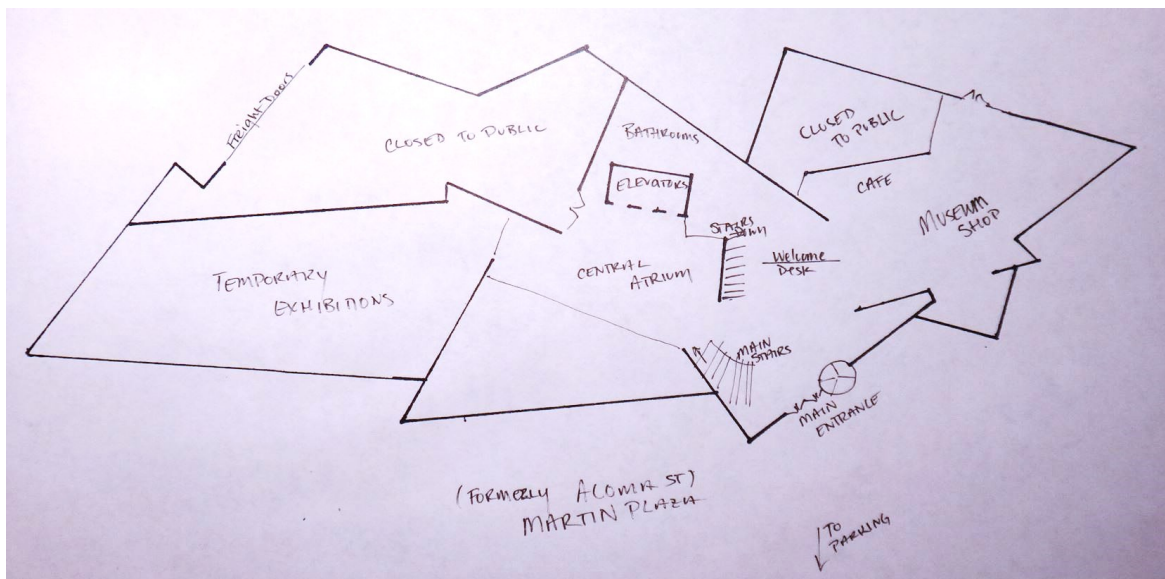 Freight Doors
CLOSED TO PUBLIC
BATHROOMS
CLOSED
TO PUBLIC
ELEVATORS
CAFE
STAIRS
DOWN
MUSEUM
SHOP
Welcome
Desk
CENTRAL
ATRIUM
TEMPORARY
EXHIBITIONS
MAIN
STAIRS
MAIN
ENTRANCE
(FORMERLY ACOMA ST)
MARTIN PLAZA
TO
PARKING